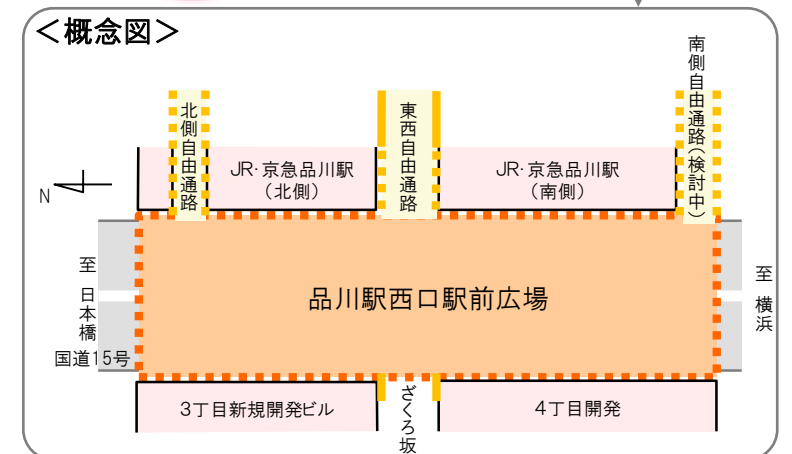 ＜概念図＞
北側自由通路
東西自由通路
南側自由通路(検討中)
JR･京急品川駅
（北側）
JR･京急品川駅
（南側）
N
至 日本橋
品川駅西口駅前広場
至 横浜
国道15号
3丁目新規開発ビル
ざくろ坂
4丁目開発